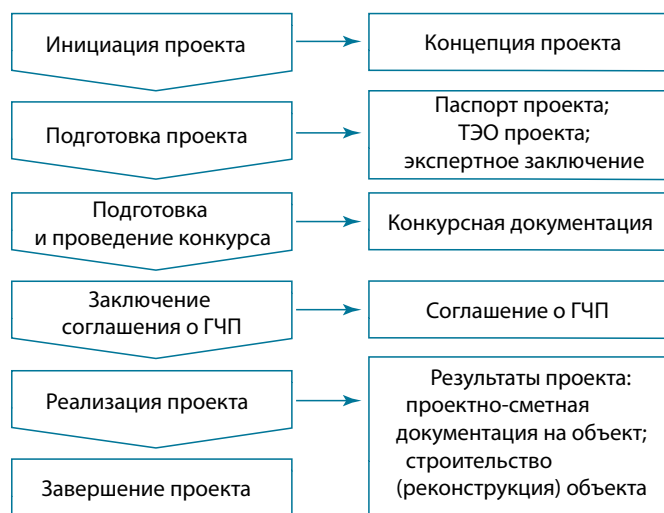 Инициация проекта
Концепция проекта
Подготовка проекта
Паспорт проекта;
ТЭО проекта;
экспертное заключение
Подготовка
и проведение конкурса
Конкурсная документация
Заключение
соглашения о ГЧП
Соглашение о ГЧП
Реализация проекта
Результаты проекта:
проектно-сметная
документация на объект;
строительство
(реконструкция) объекта
Завершение проекта